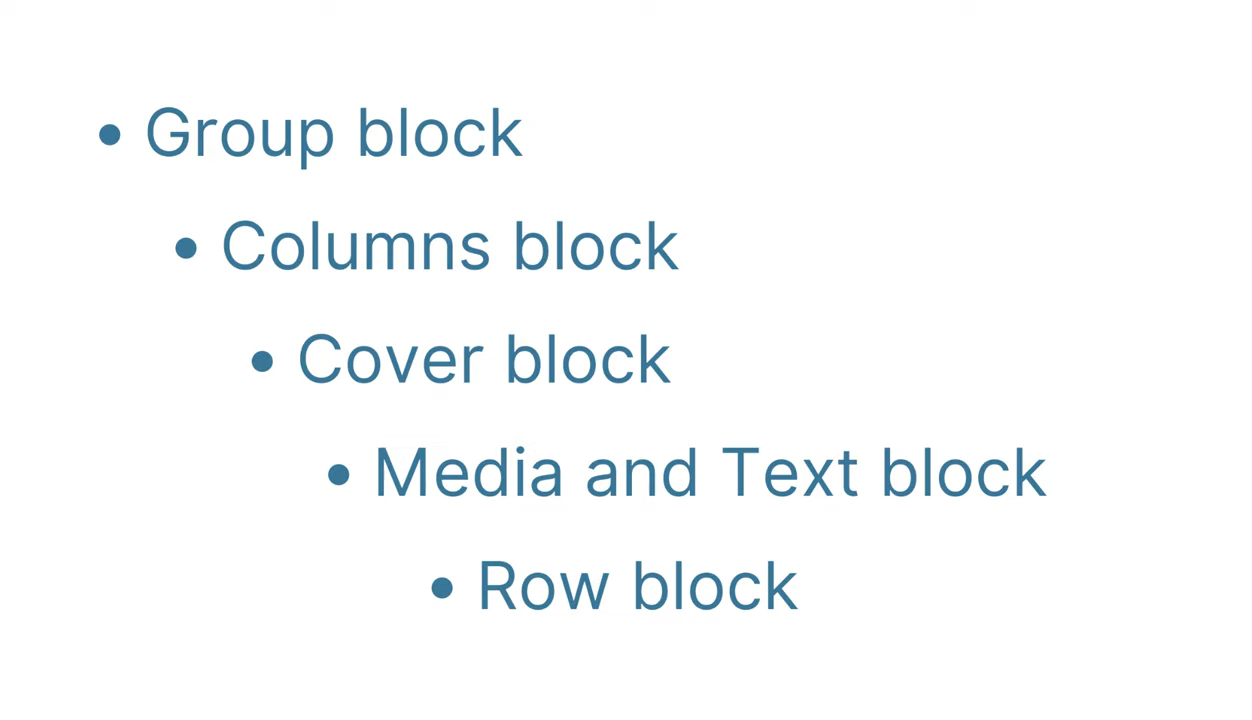 • Group block
• Columns block
• Cover block
• Media and Text block
• Row block